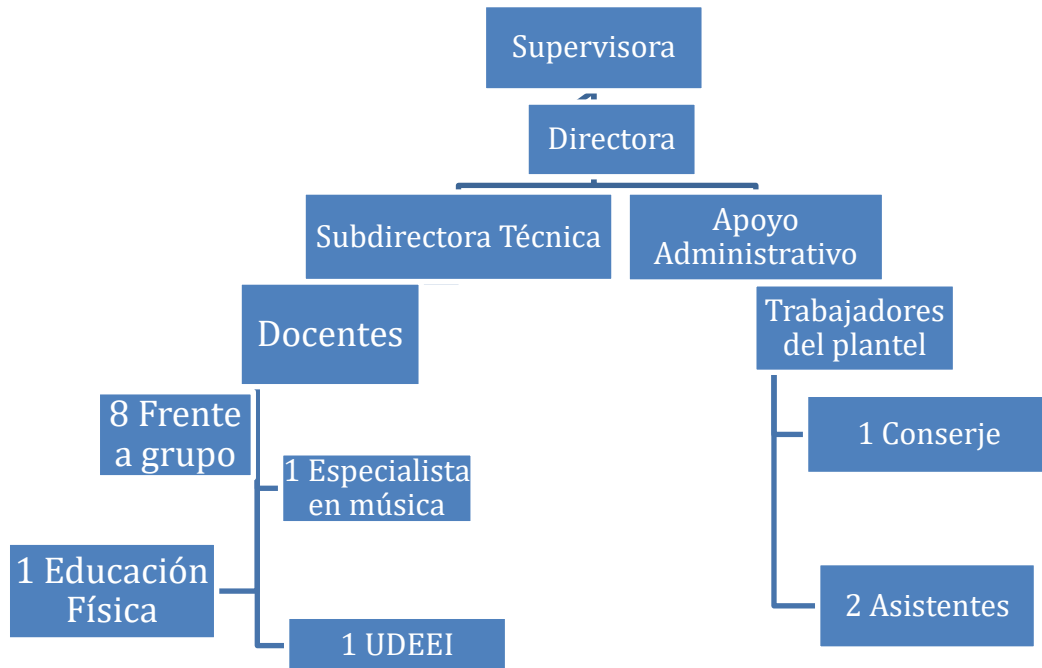 Supervisora
Directora
Subdirectora Técnica
Apoyo
Administrativo
Docentes
Trabajadores
del plantel
8 Frente
a grupo
1 Conserje
1 Especialista
en música
1 Educación
Física
2 Asistentes
1 UDEEI